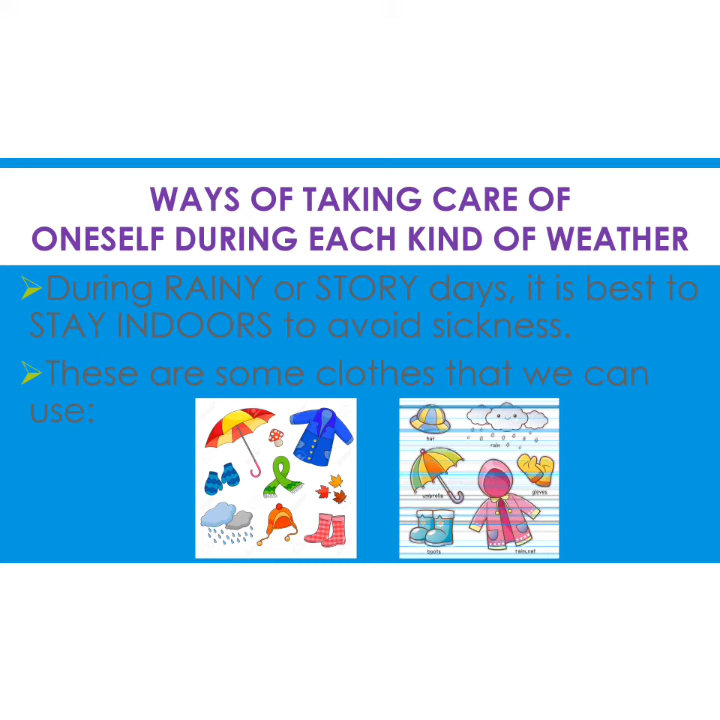 WAYS OF TAKING CARE OF
ONESELF DURING EACH KIND OF WEATHER
During RAINY or STORY days, it is best to
STAY INDOORS to avoid sickness.
These are some clothes that we can
use:
hat
rain
umbrella
gloves
boots